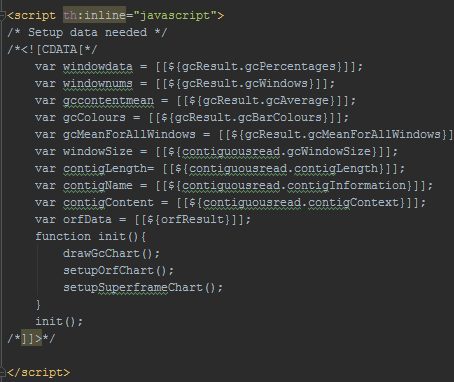 <script th:inline="javascript">
/* Setup data needed */
/*<![CDATA[*/
var windowdata = [[${gcResult.gcPercentages}]];
var windownums = [[${gcResult.gcWindows}]];
var gccontentmean = [[${gcResult.gcAverage}]];
var gcColours = [[${gcResult.gcBarColours}]];
var gcMeanForAllWindows = [[${gcResult.gcMeanForAllWindows}]
var windowSize = [[${contiguousread.gcWindowSize}]];
var contigLength= [[${contiguousread.contigLength}]];
var contigName = [[${contiguousread.contigInformation}]];
var contigContent = [[${contiguousread.contigContext}]];
var orfData = [[${orfResult}]];
function init(){
drawGcChart();
setupOrfChart();
setupSuperframeChart();
}
init();
/*]]>*/
</script>